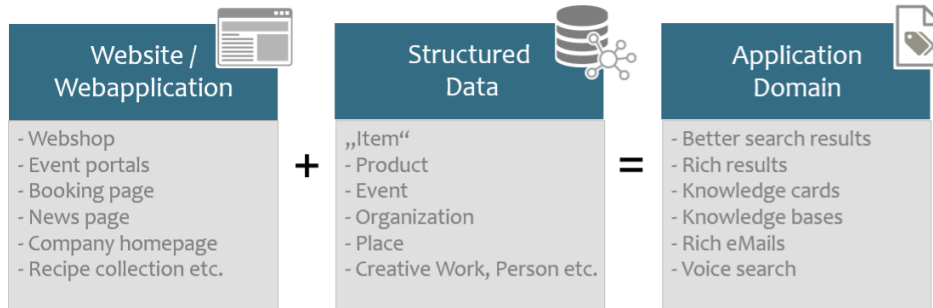 Website /
Webapplication
- Webshop
- Event portals
- Booking page
- News page
- Company homepage
- Recipe collection etc.
+
Structured
Data
„Item“
- Product
- Event
- Organization
- Place
- Creative Work, Person etc.
=
Application
Domain
- Better search results
- Rich results
- Knowledge cards
- Knowledge bases
- Rich eMails
- Voice search